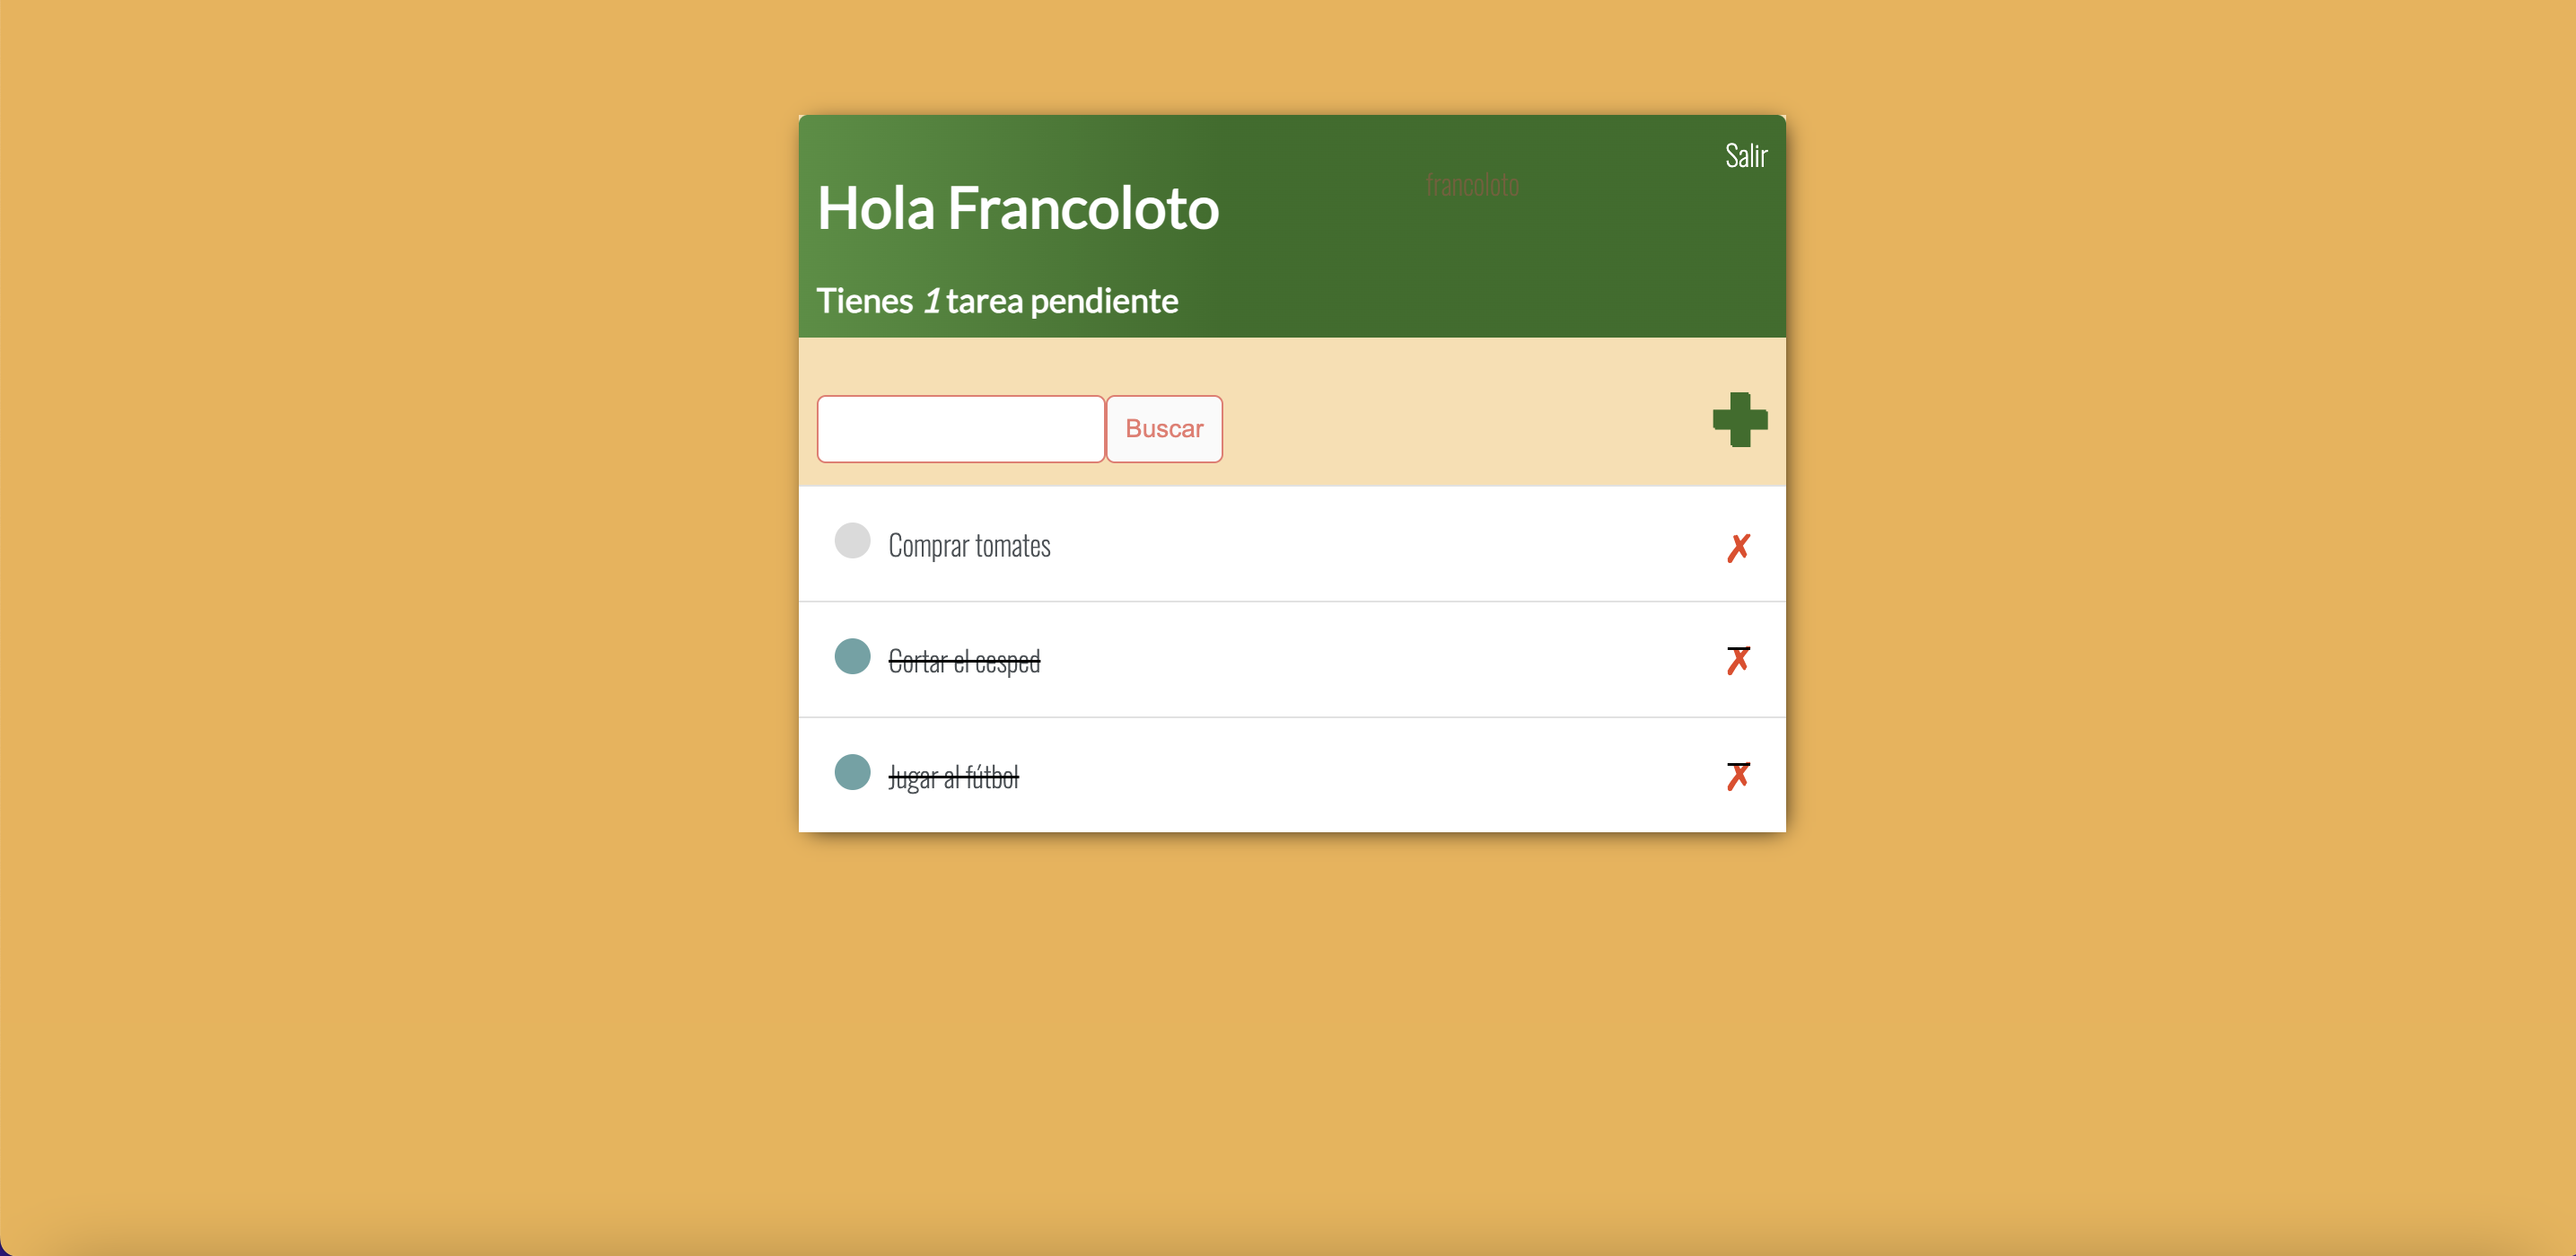 Salir
francoloto
Hola Francoloto
Tienes 1 tarea pendiente
Buscar
Comprar tomates
✗
Cortar el cesped
✗
Jugar al fútbol
✗